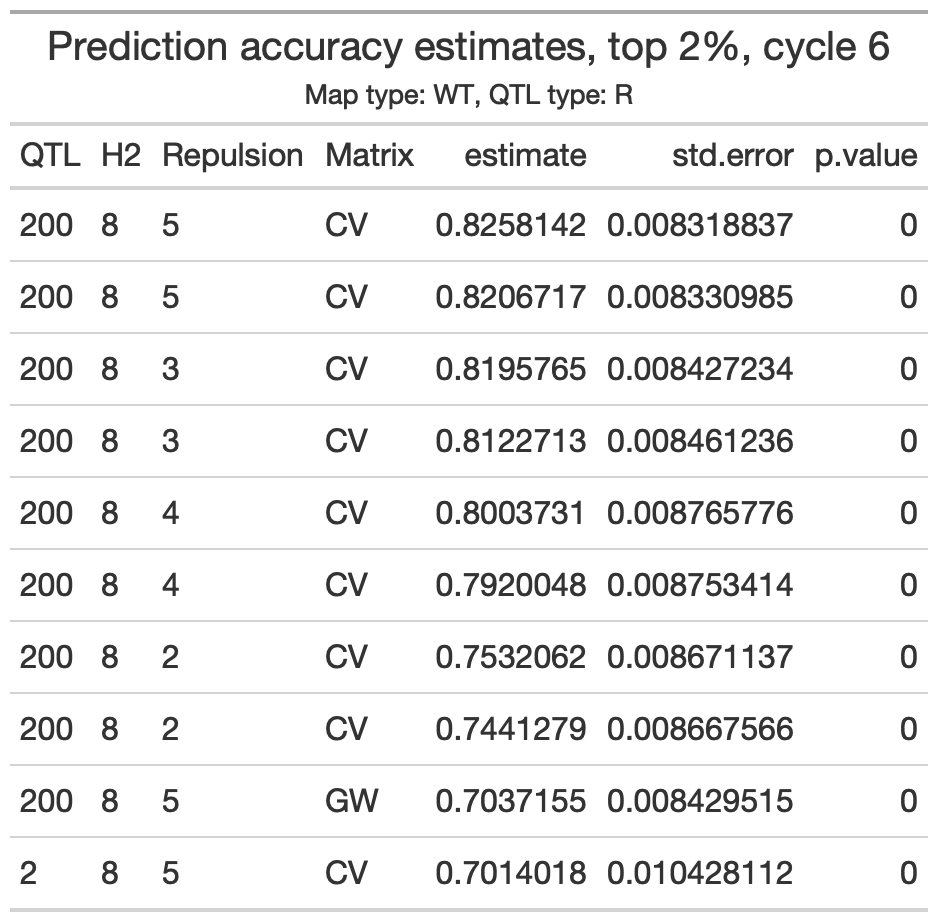 Prediction accuracy estimates, top 2%, cycle 6
Map type: WT, QTL type: R
QTL H2 Repulsion Matrix estimate std.error p.value
200 8 5 CV 0.8258142 0.008318837 0
200 8 5 CV 0.8206717 0.008330985 0
200 8 3 CV 0.8195765 0.008427234 0
200 8 3 CV 0.8122713 0.008461236 0
200 8 4 CV 0.8003731 0.008765776 0
200 8 4 CV 0.7920048 0.008753414 0
200 8 2 CV 0.7532062 0.008671137 0
200 8 2 CV 0.7441279 0.008667566 0
200 8 5 GW 0.7037155 0.008429515 0
2 8 5 CV 0.7014018 0.010428112 0